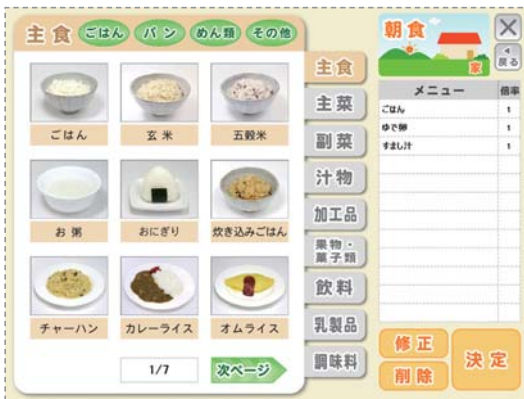 主食 ごはん パン めん類 その他
ごはん 玄米 五穀米
お粥 おにぎり 炊き込みごはん
チャーハン カレーライス オムライス
1/7 次ページ
主食
主菜
副菜
汁物
加工品
果物・
菓子類
飲料
乳製品
調味料
朝食
家
戻る
メニュー 倍率
ごはん 1
ゆで卵 1
すまし汁 1
修正
削除
決定